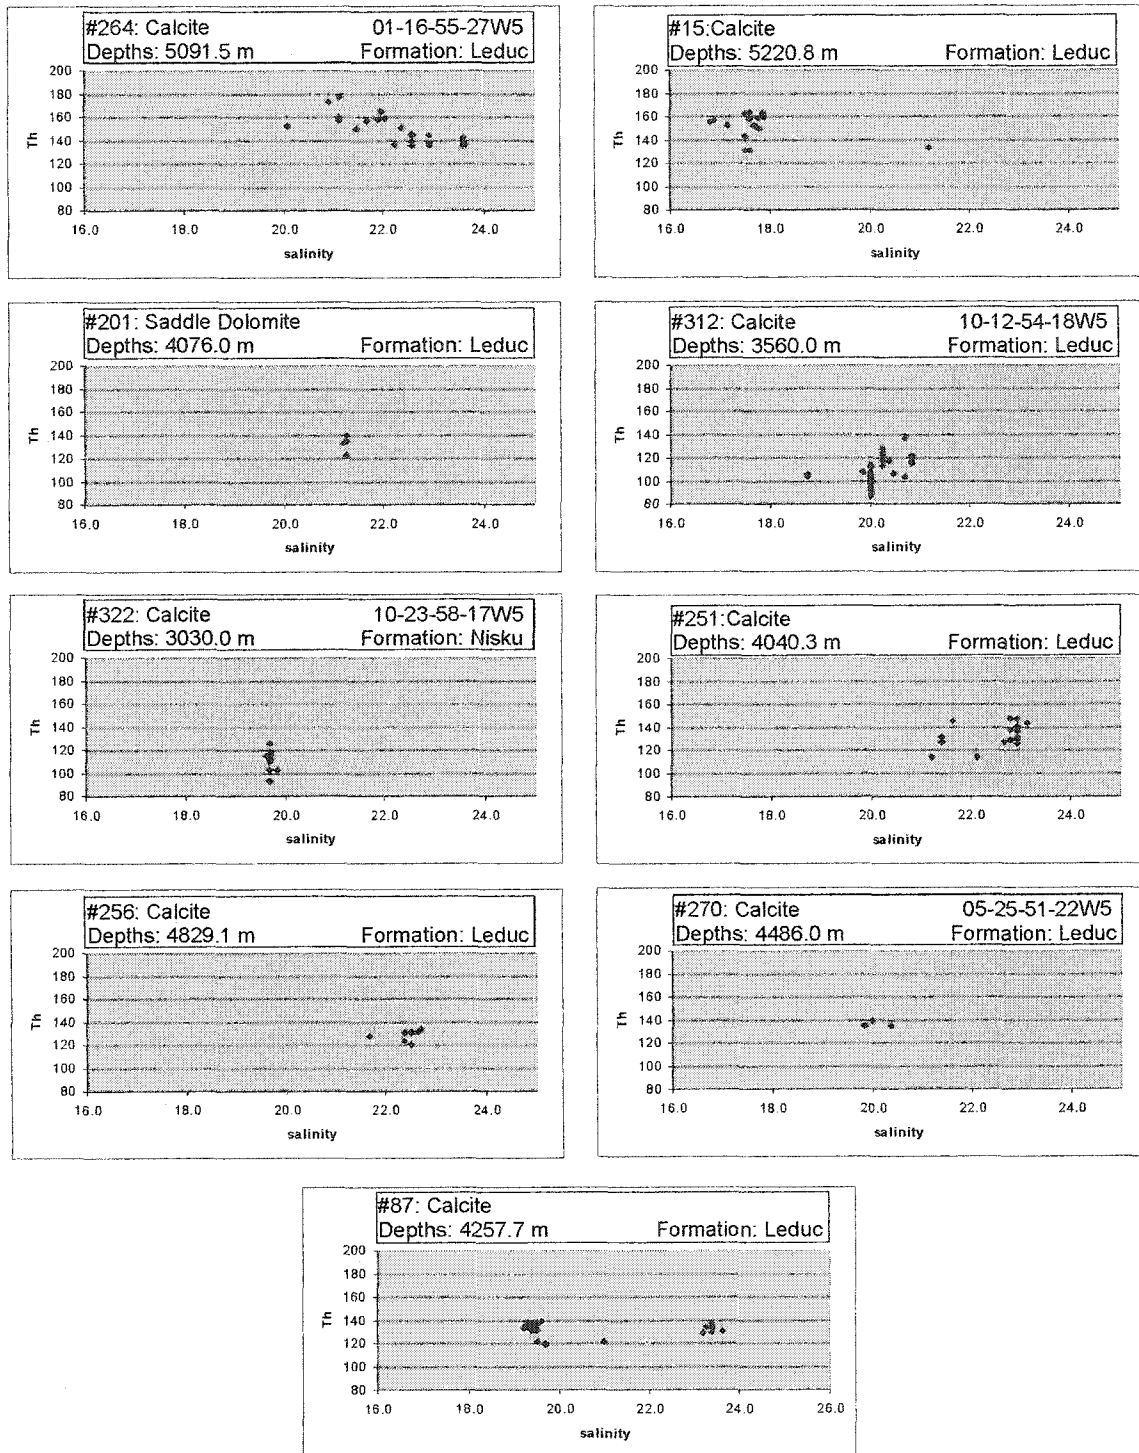 #264: Calcite 01-16-55-27W5
Depths: 5091.5 m Formation: Leduc
200
180
160
140
120
100
80
Th
16.0 18.0 20.0 22.0 24.0
salinity
#15:Calcite
Depths: 5220.8 m Formation: Leduc
200
180
160
140
120
100
80
Th
16.0 18.0 20.0 22.0 24.0
salinity
#201: Saddle Dolomite
Depths: 4076.0 m Formation: Leduc
200
180
160
140
120
100
80
Th
16.0 18.0 20.0 22.0 24.0
salinity
#312: Calcite 10-12-54-18W5
Depths: 3560.0 m Formation: Leduc
200
180
160
140
120
100
80
Th
16.0 18.0 20.0 22.0 24.0
salinity
#322: Calcite 10-23-58-17W5
Depths: 3030.0 m Formation: Nisku
200
180
160
140
120
100
80
Th
16.0 18.0 20.0 22.0 24.0
salinity
#251:Calcite
Depths: 4040.3 m Formation: Leduc
200
180
160
140
120
100
80
Th
16.0 18.0 20.0 22.0 24.0
salinity
#256: Calcite
Depths: 4829.1 m Formation: Leduc
200
180
160
140
120
100
80
Th
16.0 18.0 20.0 22.0 24.0
salinity
#270: Calcite 05-25-51-22W5
Depths: 4486.0 m Formation: Leduc
200
180
160
140
120
100
80
Th
16.0 18.0 20.0 22.0 24.0
salinity
#87: Calcite
Depths: 4257.7 m Formation: Leduc
200
180
160
140
120
100
80
Th
16.0 18.0 20.0 22.0 24.0 26.0
salinity